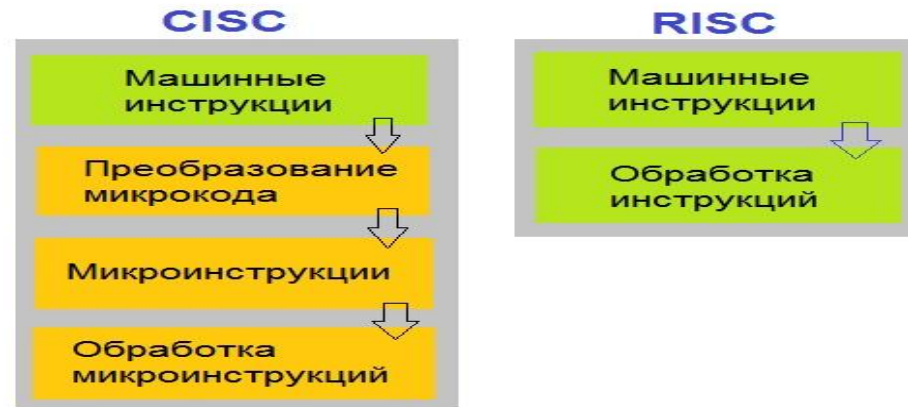 CISC
Машинные
инструкции
Преобразование
микрокода
Микроинструкции
Обработка
микроинструкций
RISC
Машинные
инструкции
Обработка
инструкций